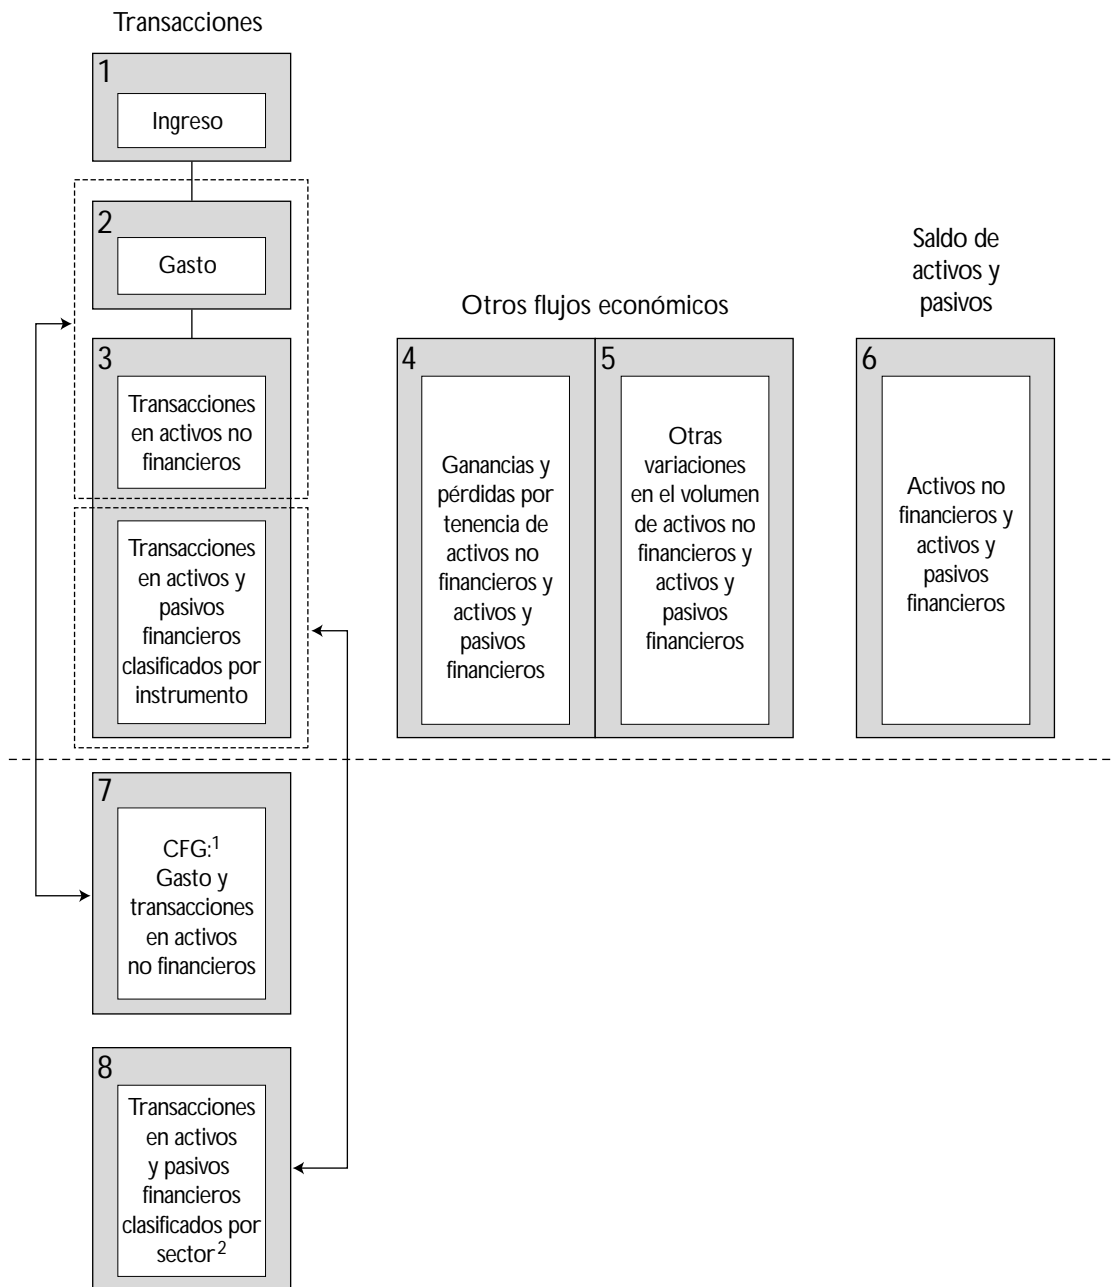 Transacciones
1
Ingreso
2
Gasto
3
Transacciones
en activos no
financieros
Transacciones
en activos y
pasivos
financieros
clasificados por
instrumento
Otros flujos económicos
4
Ganancias y
pérdidas por
tenencia de
activos no
financieros y
activos y
pasivos
financieros
5
Otras
variaciones
en el volumen
de activos no
financieros y
activos y
pasivos
financieros
Saldo de
activos y
pasivos
6
Activos no
financieros y
activos y
pasivos
financieros
7
CFG:1
Gasto y
transacciones
en activos
no financieros
8
Transacciones
en activos
y pasivos
financieros
clasificados por
sector2